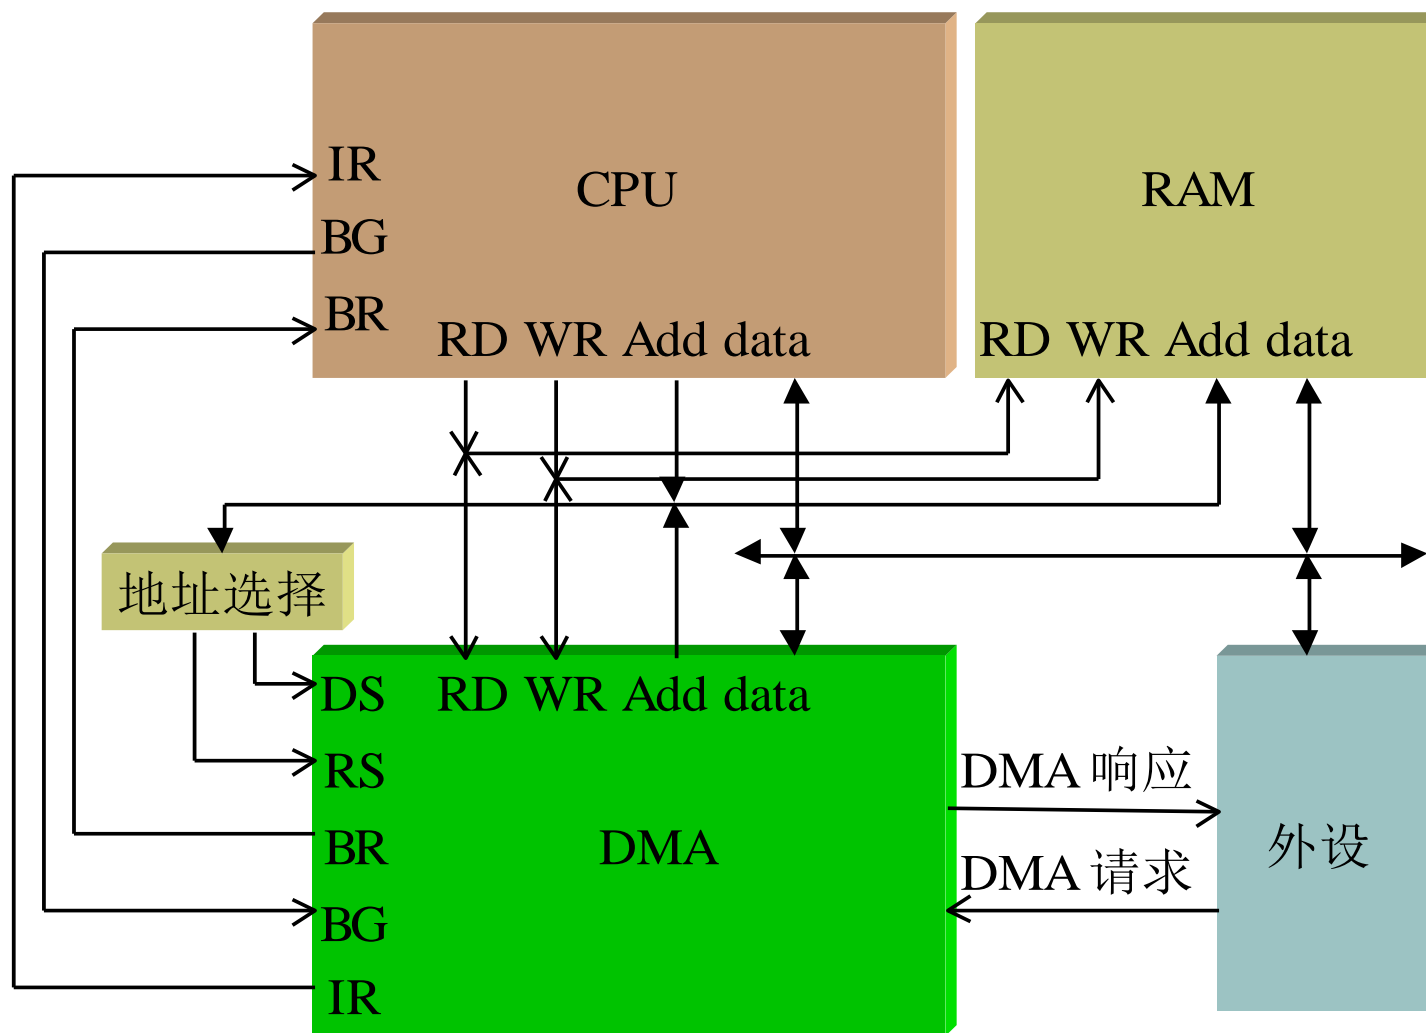 IR
CPU
RAM
BG
BR
RD WR Add data
RD WR Add data
地址选择
DS
RD WR Add data
RS
DMA 响应
BR
DMA
外设
DMA 请求
BG
IR